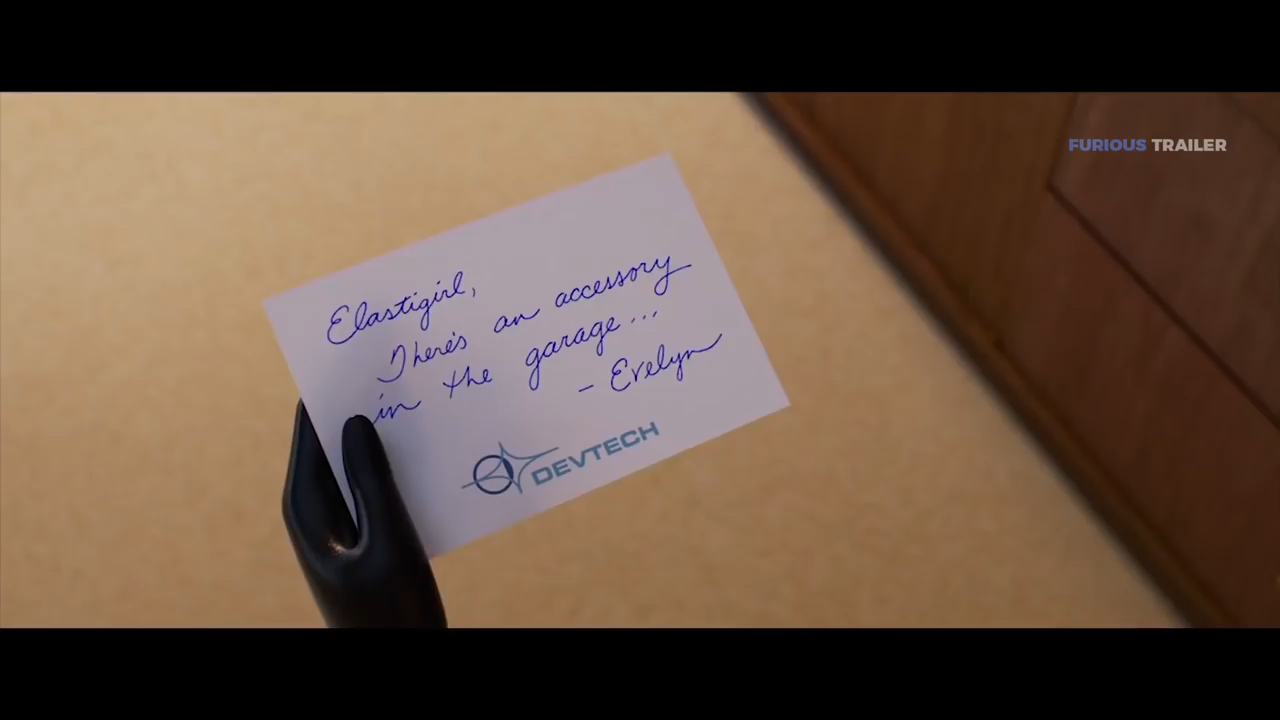 FURIOUS TRAILER
Elastigirl,
There's an accessory
in the garage...
- Evelyn
DEVTECH